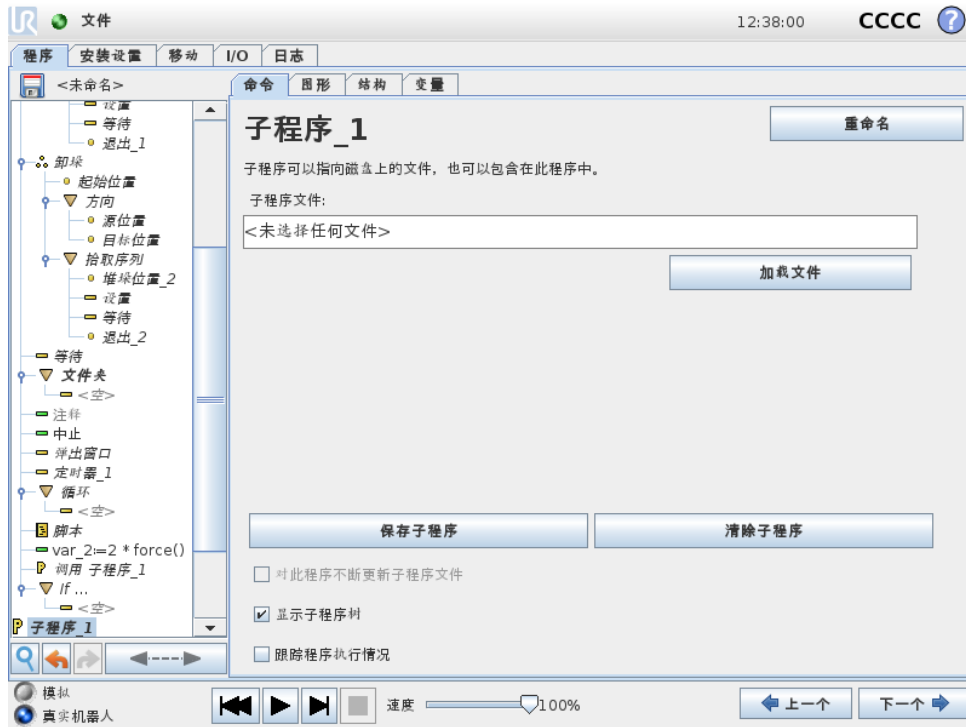 UR 文件 12:38:00 CCCC ?
程序 安装设置 移动 I/O 日志
<未命名> 命令 图形 结构 变量
设置
等待
退出_1
卸垛
起始位置
方向
源位置
目标位置
拾取序列
堆垛位置_2
设置
等待
退出_2
等待
文件夹
<空>
注释
中止
弹出窗口
定时器_1
循环
<空>
脚本
var_2:=2 * force()
P 调用 子程序_1
If ...
<空>
P 子程序_1
子程序_1
重命名
子程序可以指向磁盘上的文件，也可以包含在此程序中。
子程序文件:
<未选择任何文件>
加载文件
保存子程序 清除子程序
对此程序不断更新子程序文件
显示子程序树
跟踪程序执行情况
模拟
真实机器人
速度 100%
上一个 下一个